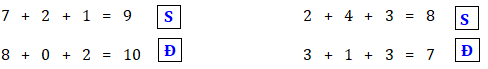 7 + 2 + 1 = 9 S
2 + 4 + 3 = 8 S
8 + 0 + 2 = 10 Đ
3 + 1 + 3 = 7 Đ